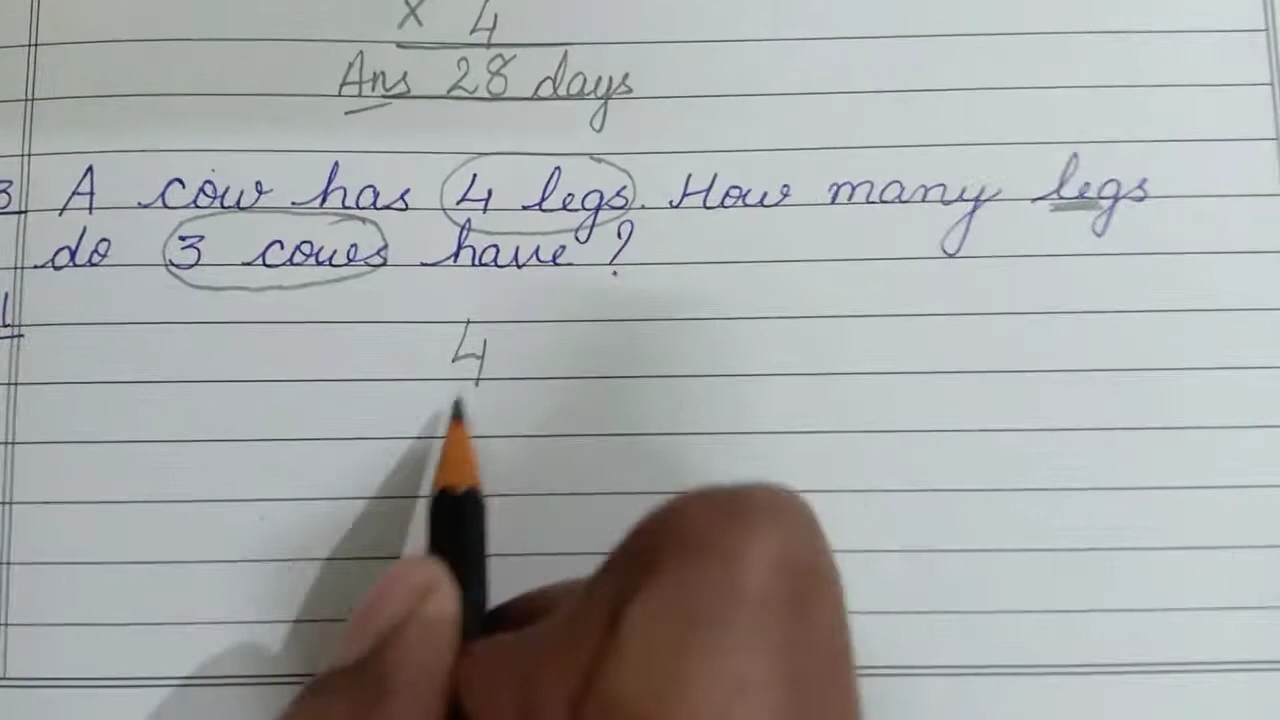 × 4
Ans 28 days
3 A cow has 4 legs. How many legs
do 3 cows have?
4